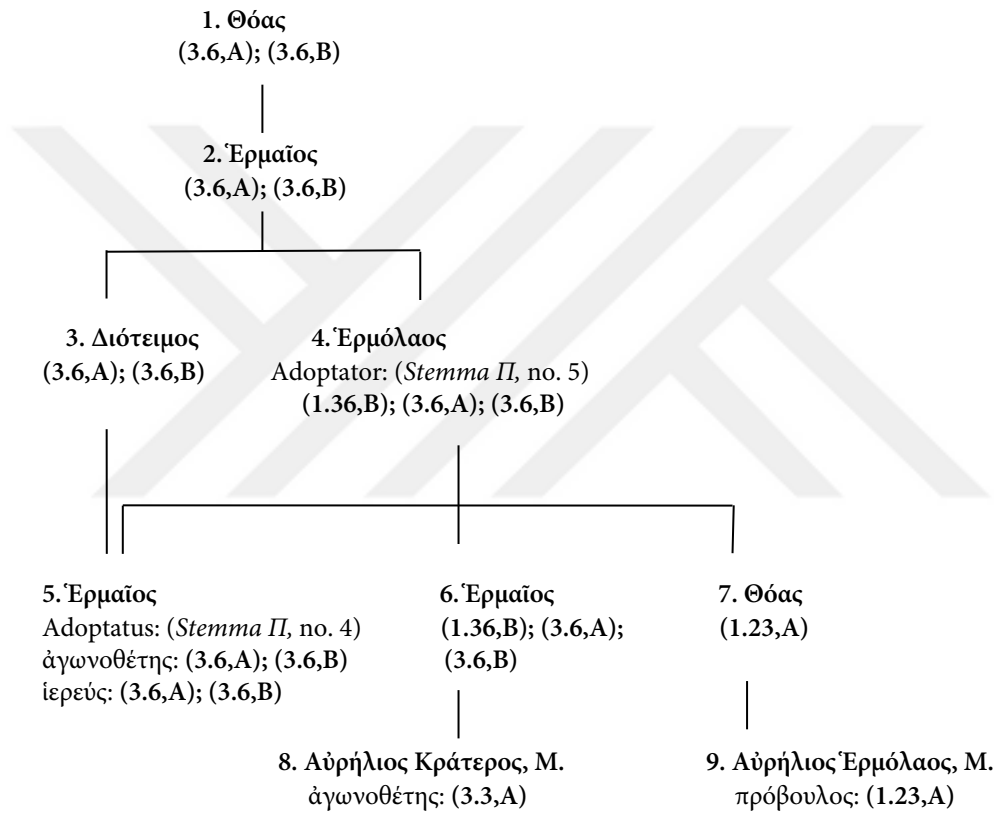 1. Θόας
(3.6,A); (3.6,B)
2. Ἑρμαῖος
(3.6,A); (3.6,B)
3. Διότειμος
(3.6,A); (3.6,B)
4. Ἑρμόλαος
Adoptator: (Stemma Π, no. 5)
(1.36,B); (3.6,A); (3.6,B)
5. Ἑρμαῖος
Adoptatus: (Stemma Π, no. 4)
ἀγωνοθέτης: (3.6,A); (3.6,B)
ἱερεύς: (3.6,A); (3.6,B)
6. Ἑρμαῖος
(1.36,B); (3.6,A);
(3.6,B)
7. Θόας
(1.23,A)
8. Αὐρήλιος Κράτερος, Μ.
ἀγωνοθέτης: (3.3,A)
9. Αὐρήλιος Ἑρμόλαος, Μ.
πρόβουλος: (1.23,A)